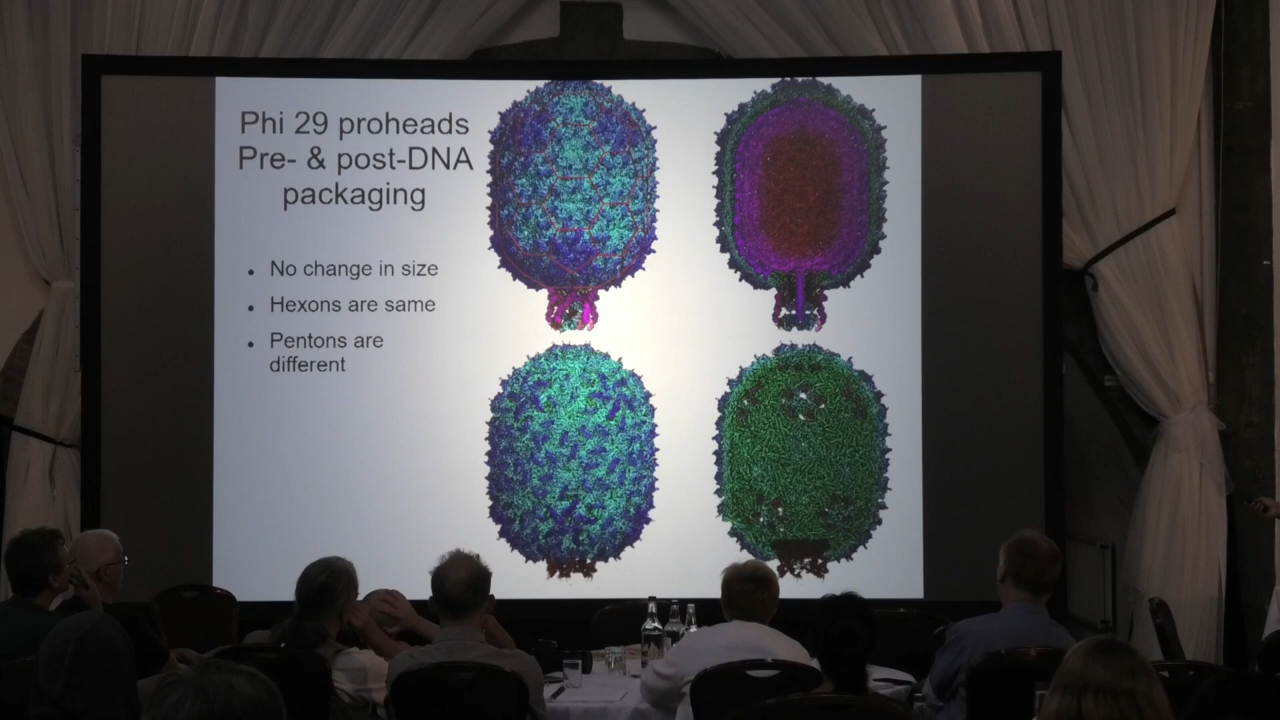 Phi 29 proheads
Pre- & post-DNA
packaging
• No change in size
• Hexons are same
• Pentons are
different